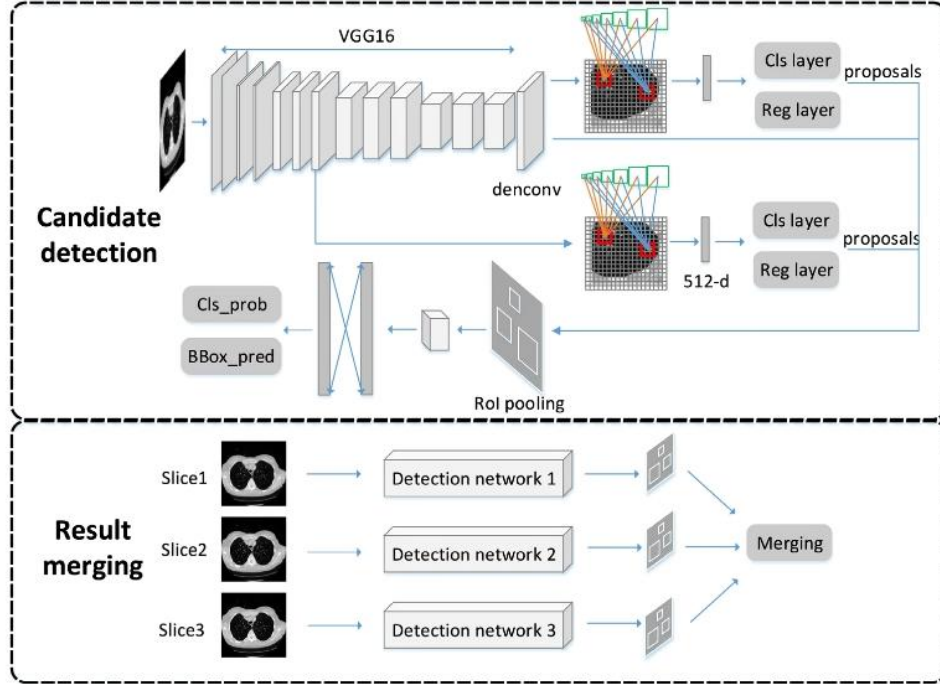 VGG16
Cls layer
proposals
Reg layer
denconv
Candidate
detection
Cls layer
proposals
Reg layer
512-d
Cls_prob
BBox_pred
RoI pooling
Result
merging
Slice1
Detection network 1
Slice2
Detection network 2
Merging
Slice3
Detection network 3